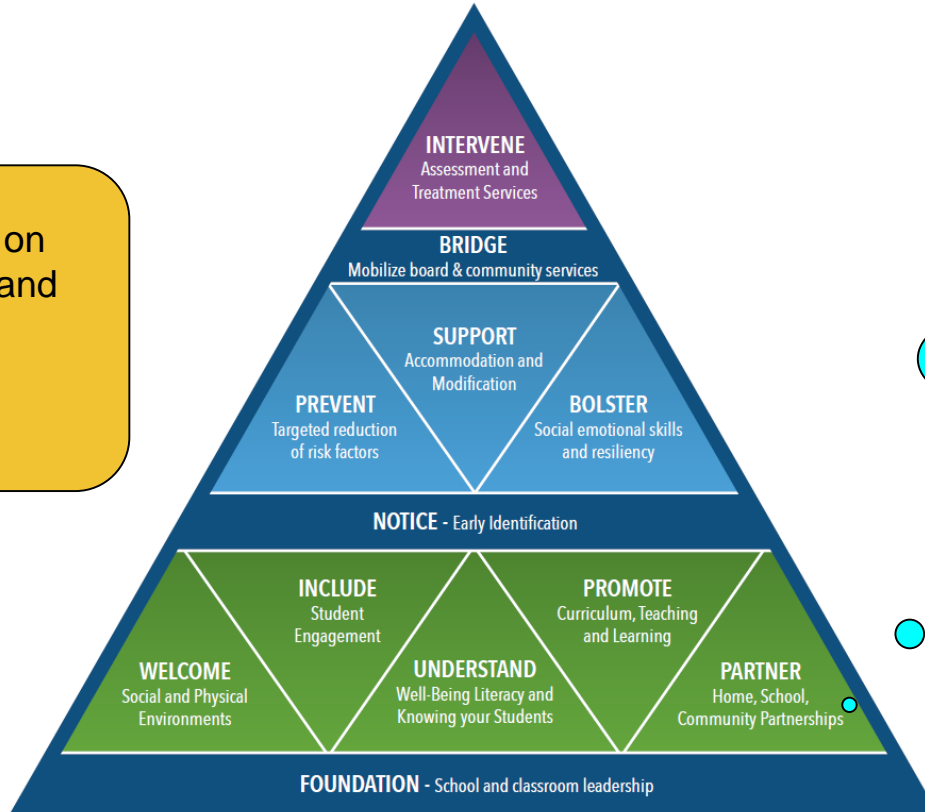 on
and
INTERVENE
Assessment and
Treatment Services
BRIDGE
Mobilize board & community services
SUPPORT
Accommodation and
Modification
PREVENT
Targeted reduction
of risk factors
BOLSTER
Social emotional skills
and resiliency
NOTICE - Early Identification
INCLUDE
Student
Engagement
PROMOTE
Curriculum, Teaching
and Learning
WELCOME
Social and Physical
Environments
UNDERSTAND
Well-Being Literacy and
Knowing your Students
PARTNER
Home, School,
Community Partnerships
FOUNDATION - School and classroom leadership